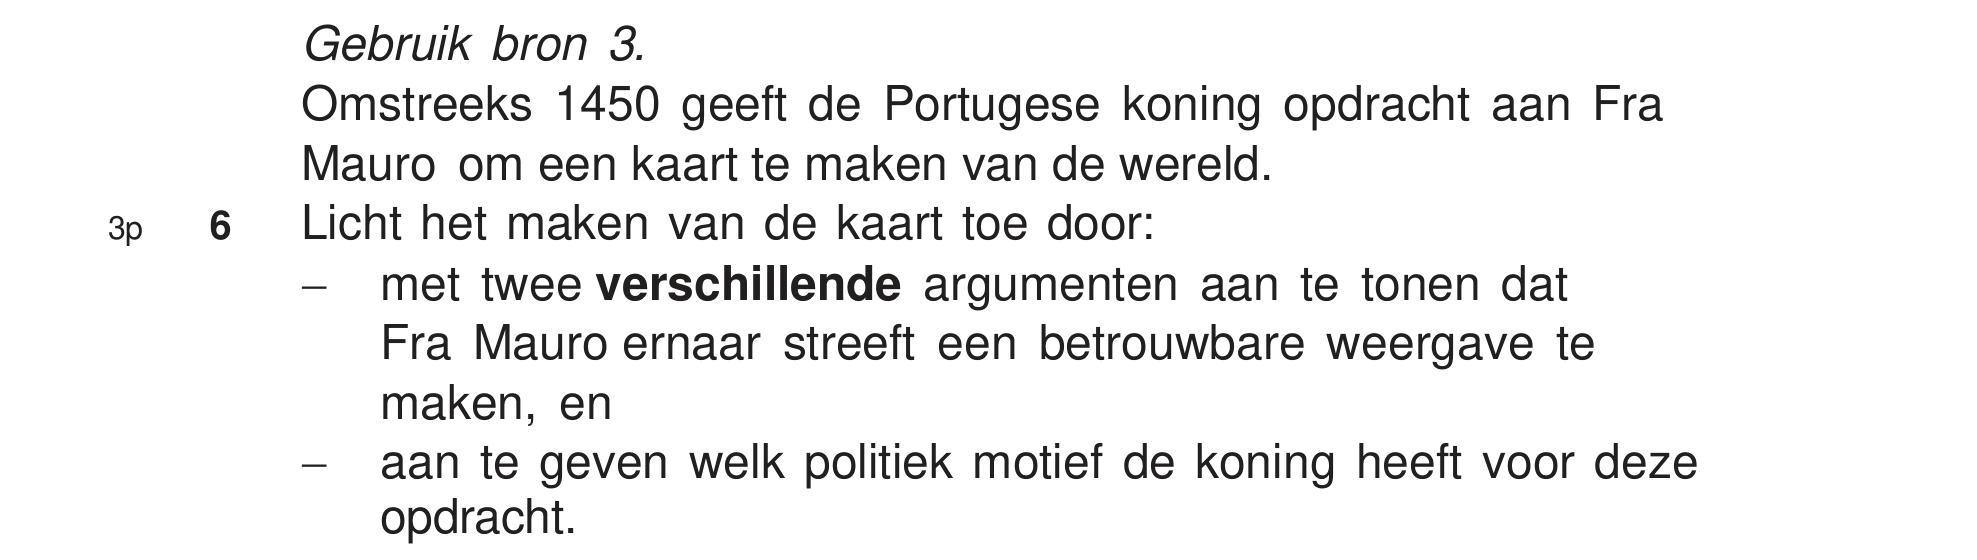 Gebruik bron 3.
Omstreeks 1450 geeft de Portugese koning opdracht aan Fra
Mauro om een kaart te maken van de wereld.
3p 6 Licht het maken van de kaart toe door:
– met twee verschillende argumenten aan te tonen dat
Fra Mauro ernaar streeft een betrouwbare weergave te
maken, en
– aan te geven welk politiek motief de koning heeft voor deze
opdracht.